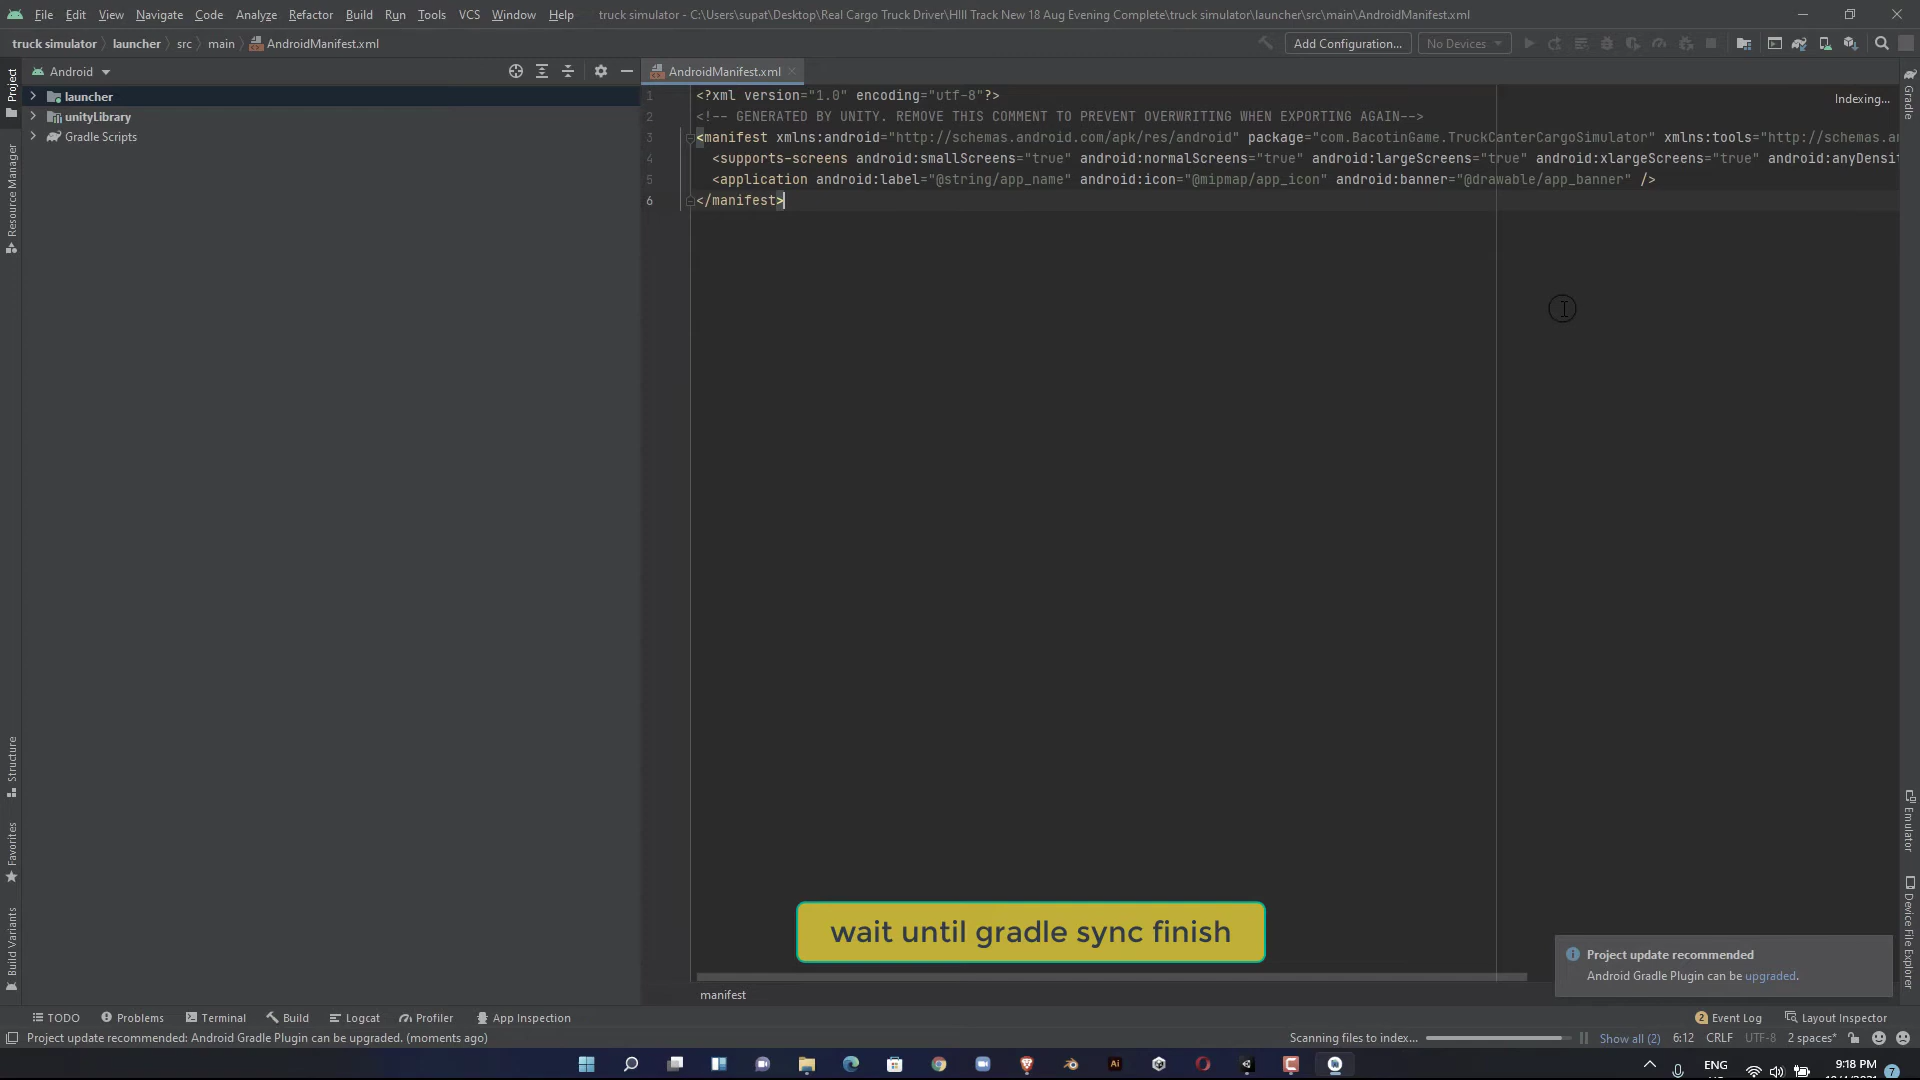 File Edit View Navigate Code Analyze Refactor Build Run Tools VCS Window Help truck simulator - C:\Users\supat\Desktop\Real Cargo Truck Driver\HIll Track New 18 Aug Evening Complete\truck simulator\launcher\src\main\AndroidManifest.xml
truck simulator launcher src main AndroidManifest.xml Add Configuration... No Devices
Project
Android
AndroidManifest.xml
Gradle
launcher
unityLibrary
Gradle Scripts
Indexing...
1 <?xml version="1.0" encoding="utf-8"?>
2 <!-- GENERATED BY UNITY. REMOVE THIS COMMENT TO PREVENT OVERWRITING WHEN EXPORTING AGAIN-->
3 <manifest xmlns:android="http://schemas.android.com/apk/res/android" package="com.BacotinGame.TruckCanterCargoSimulator" xmlns:tools="http://schemas.an
4 <supports-screens android:smallScreens="true" android:normalScreens="true" android:largeScreens="true" android:xlargeScreens="true" android:anyDensit
5 <application android:label="@string/app_name" android:icon="@mipmap/app_icon" android:banner="@drawable/app_banner" />
6 </manifest>
Resource Manager
Structure
Favorites
Build Variants
Emulator
Device File Explorer
wait until gradle sync finish
Project update recommended
Android Gradle Plugin can be upgraded.
manifest
TODO Problems Terminal Build Logcat Profiler App Inspection 2 Event Log Layout Inspector
Project update recommended: Android Gradle Plugin can be upgraded. (moments ago) Scanning files to index... Show all (2) 6:12 CRLF UTF-8 2 spaces*
Ai ENG 9:18 PM 7